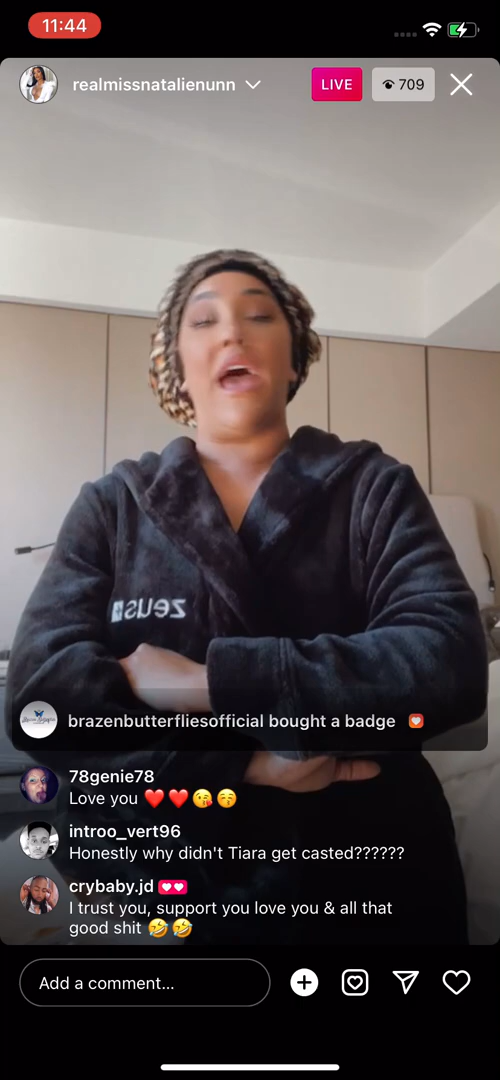 11:44
realmissnatalienunn
LIVE
709
zeus
brazenbutterfliesofficial bought a badge
78genie78
Love you ❤️❤️😘😚
introo_vert96
Honestly why didn't Tiara get casted??????
crybaby.jd
I trust you, support you love you & all that
good shit 🤣🤣
Add a comment...